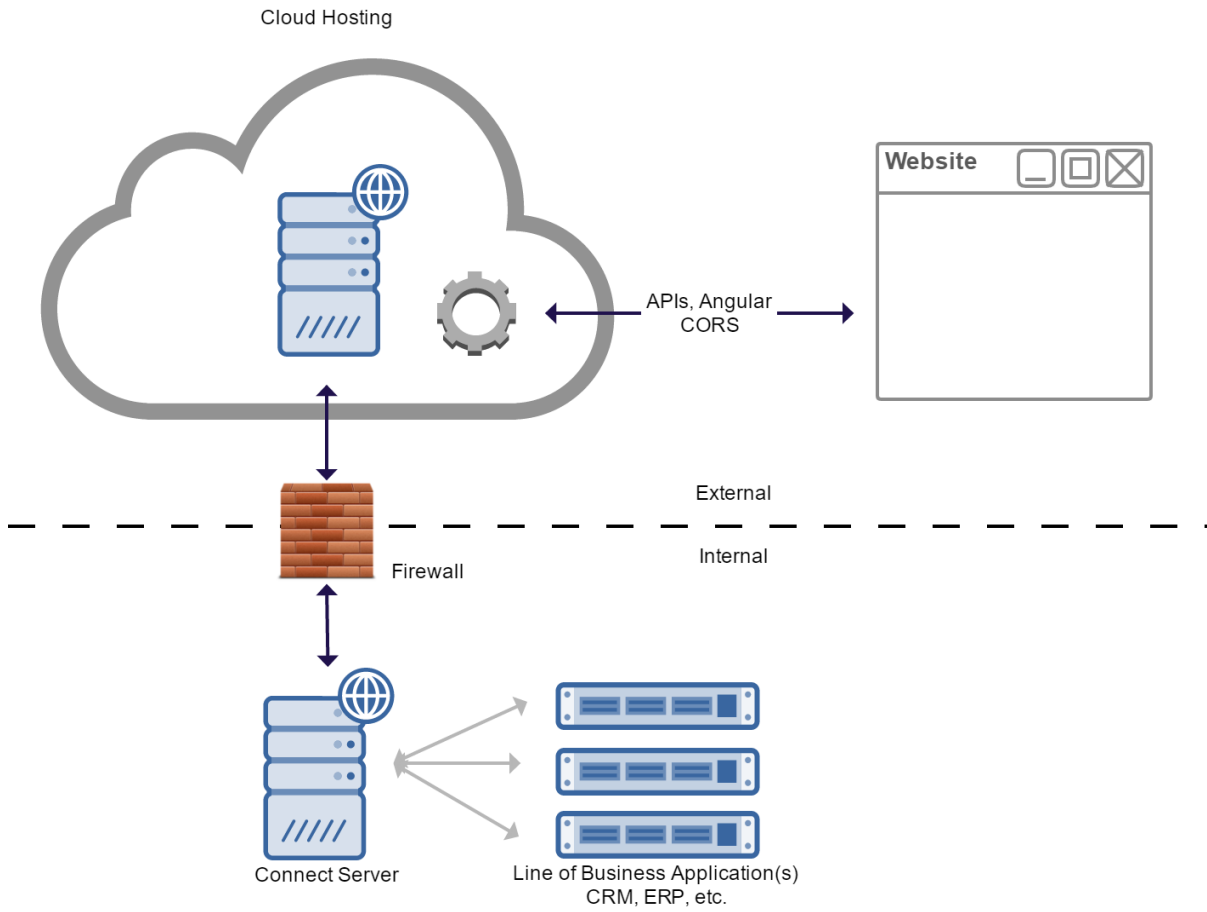 Cloud Hosting
Website
APIs, Angular
CORS
External
Internal
Firewall
Connect Server
Line of Business Application(s)
CRM, ERP, etc.